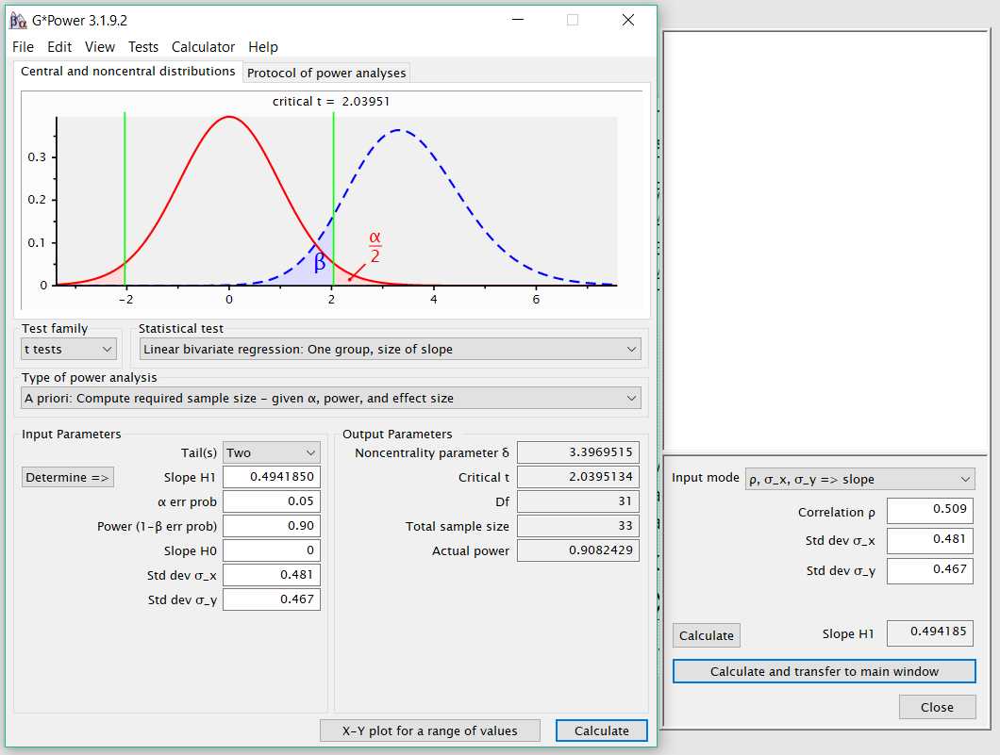 G*Power 3.1.9.2
File Edit View Tests Calculator Help
Central and noncentral distributions Protocol of power analyses
critical t = 2.03951
0.3
0.2
0.1
0
-2 0 2 4 6
β
α
2
Test family Statistical test
t tests Linear bivariate regression: One group, size of slope
Type of power analysis
A priori: Compute required sample size - given α, power, and effect size
Input Parameters
Tail(s) Two
Determine => Slope H1 0.4941850
α err prob 0.05
Power (1-β err prob) 0.90
Slope H0 0
Std dev σ_x 0.481
Std dev σ_y 0.467
Output Parameters
Noncentrality parameter δ 3.3969515
Critical t 2.0395134
Df 31
Total sample size 33
Actual power 0.9082429
X-Y plot for a range of values Calculate
Input mode ρ, σ_x, σ_y => slope
Correlation ρ 0.509
Std dev σ_x 0.481
Std dev σ_y 0.467
Calculate Slope H1 0.494185
Calculate and transfer to main window
Close